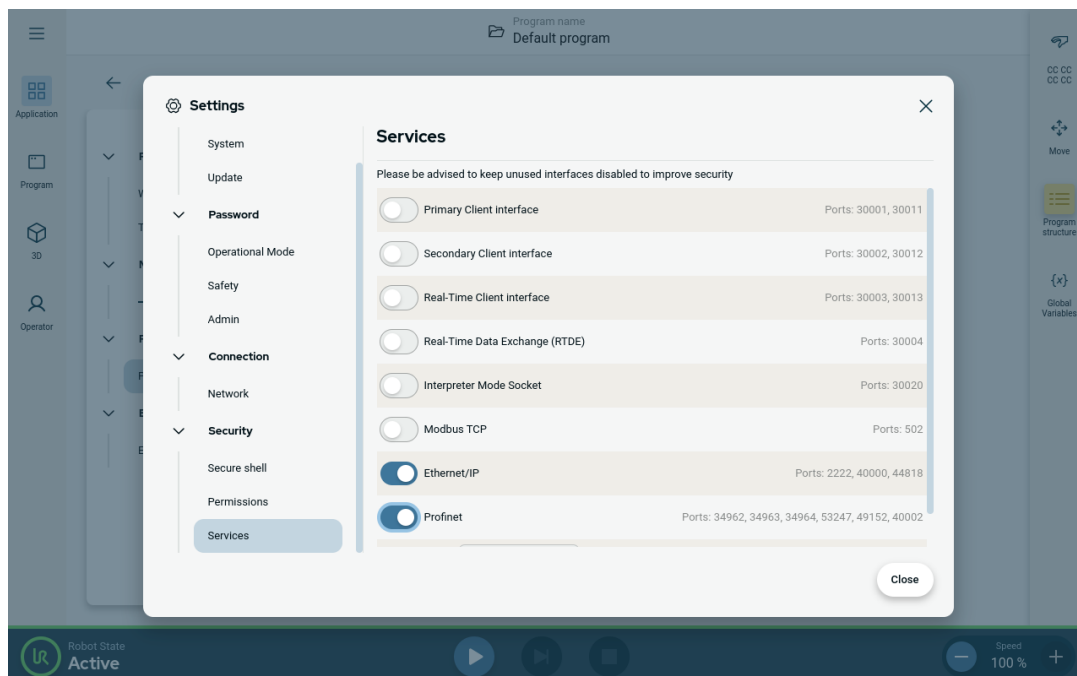 Program name
Default program
Application
Program
3D
Operator
CC CC
CC CC
Move
Program
structure
{x}
Global
Variables
Settings
System
Update
Password
Operational Mode
Safety
Admin
Connection
Network
Security
Secure shell
Permissions
Services
Services
Please be advised to keep unused interfaces disabled to improve security
Primary Client interface Ports: 30001, 30011
Secondary Client interface Ports: 30002, 30012
Real-Time Client interface Ports: 30003, 30013
Real-Time Data Exchange (RTDE) Ports: 30004
Interpreter Mode Socket Ports: 30020
Modbus TCP Ports: 502
Ethernet/IP Ports: 2222, 40000, 44818
Profinet Ports: 34962, 34963, 34964, 53247, 49152, 40002
Close
Robot State
Active
Speed
100 %